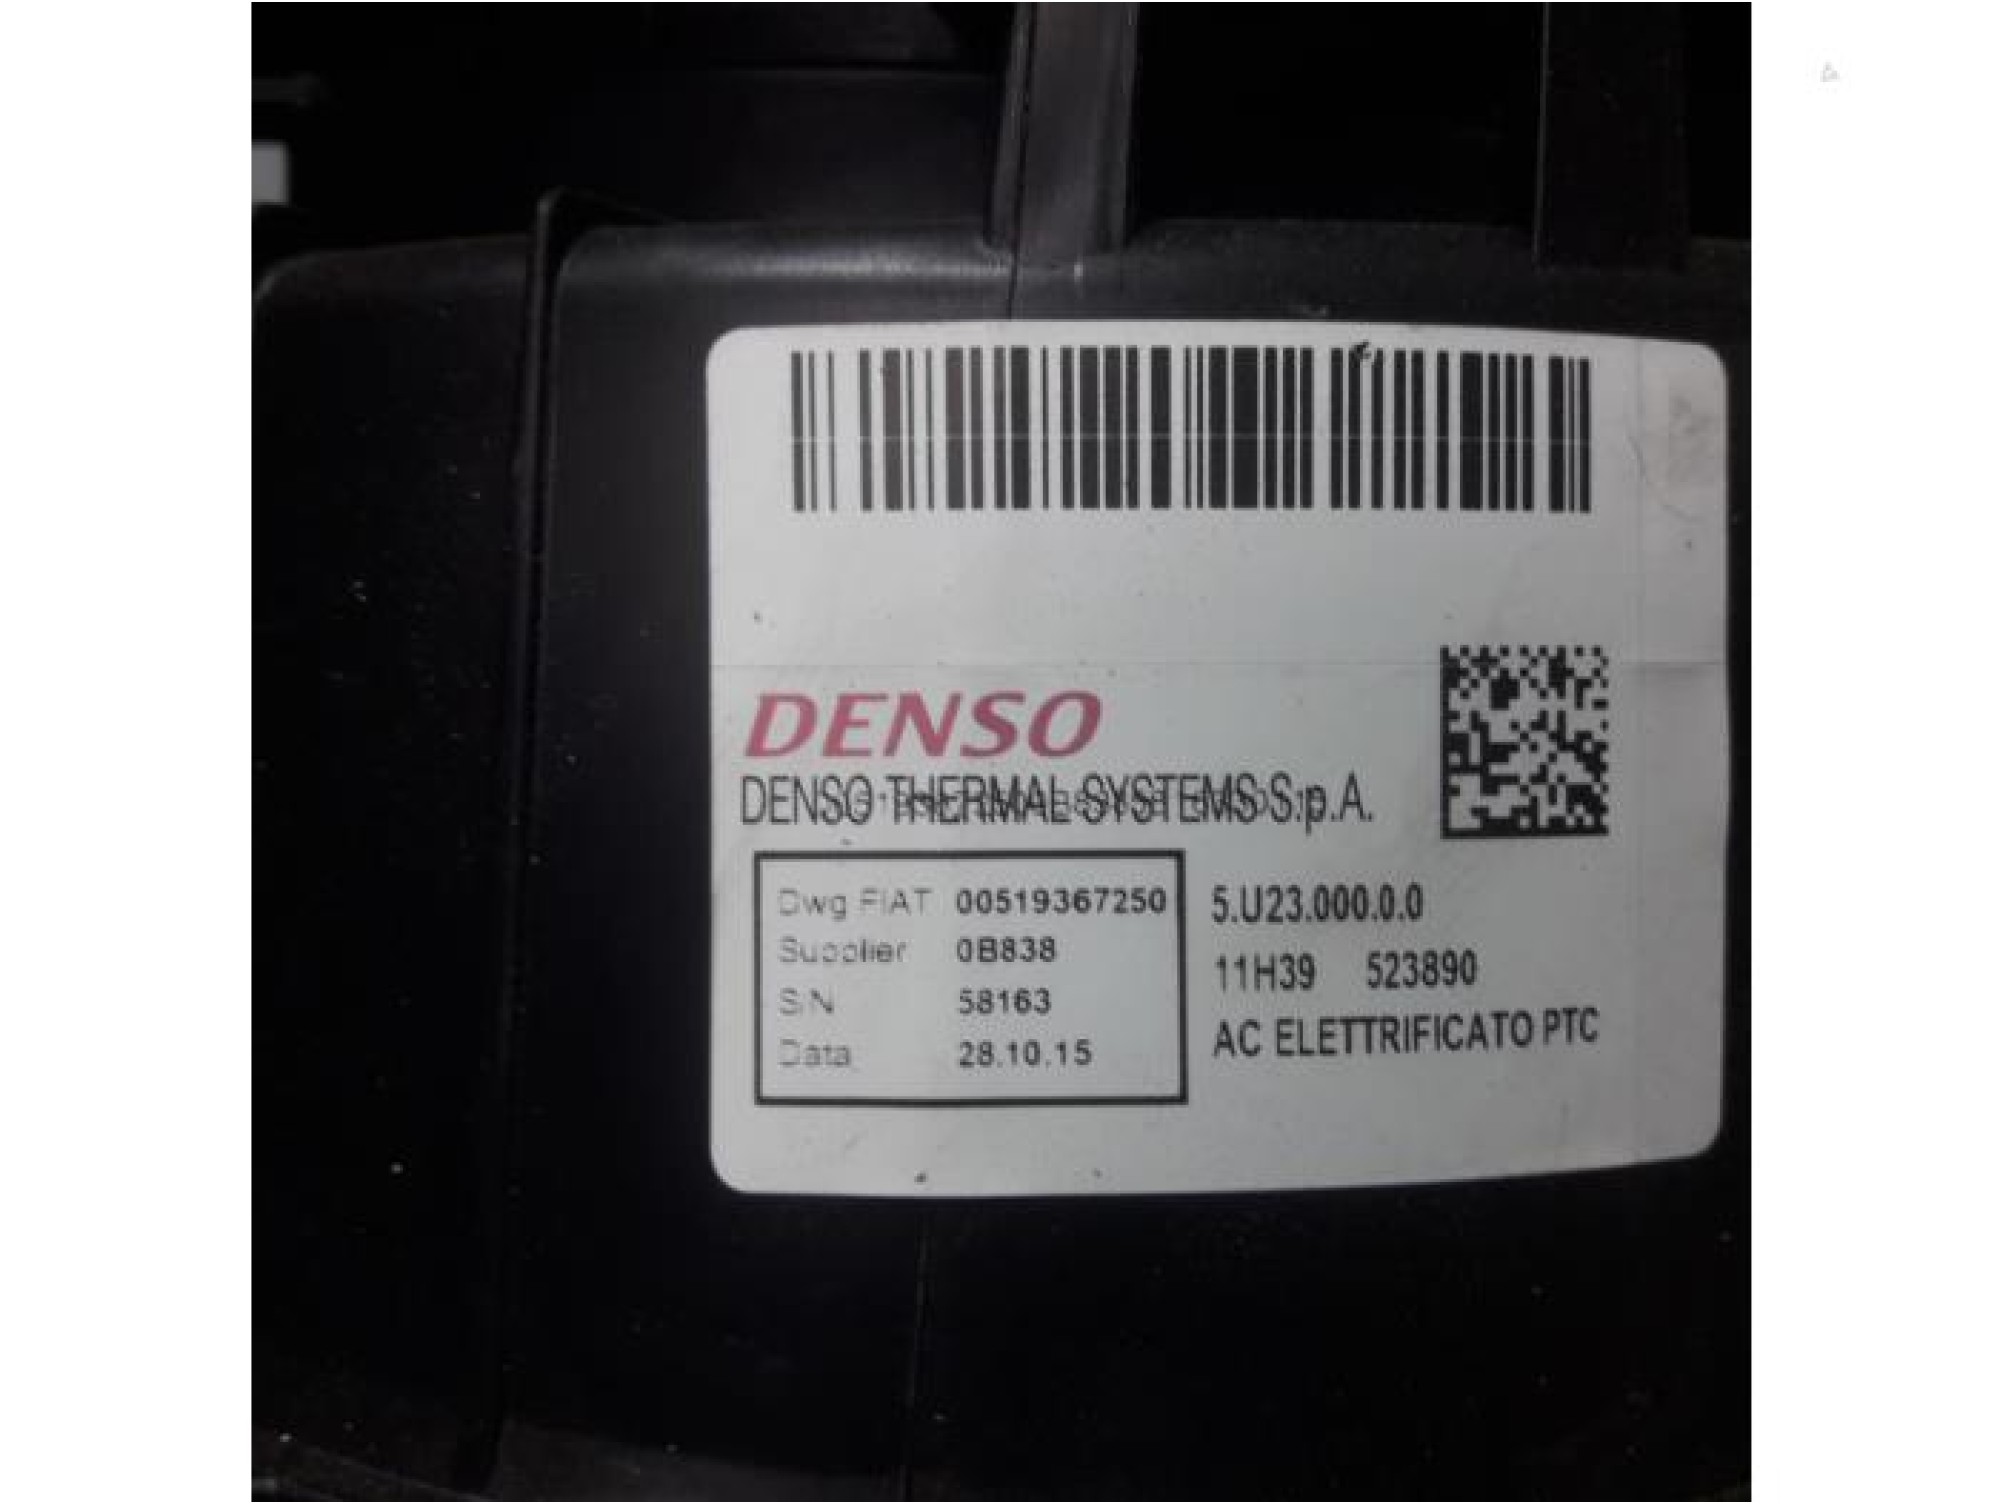 DENSO
DENSO THERMAL SYSTEMS S.p.A.
Dwg FIAT 00519367250
Supplier 0B838
S/N 58163
Data 28.10.15
5.U23.000.0.0
11H39 523890
AC ELETTRIFICATO PTC